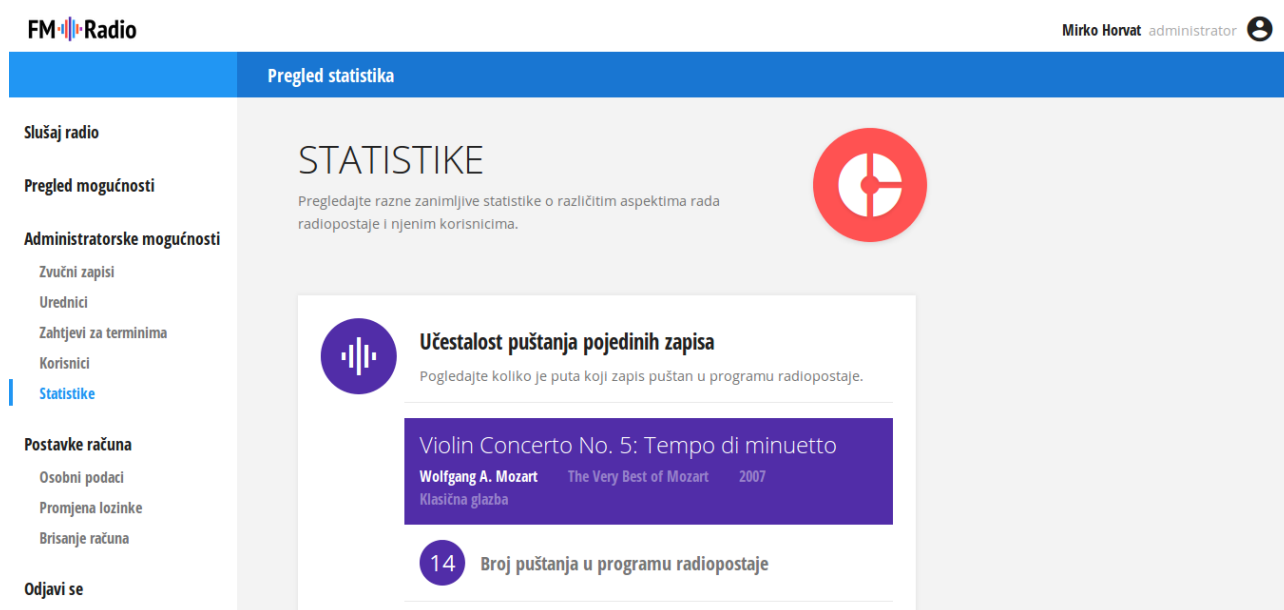 FM Radio
Mirko Horvat administrator
Pregled statistika
Slušaj radio
Pregled mogućnosti
Administratorske mogućnosti
Zvučni zapisi
Urednici
Zahtjevi za terminima
Korisnici
Statistike
Postavke računa
Osobni podaci
Promjena lozinke
Brisanje računa
Odjavi se
STATISTIKE
Pregledajte razne zanimljive statistike o različitim aspektima rada
radiopostaje i njenim korisnicima.
Učestalost puštanja pojedinih zapisa
Pogledajte koliko je puta koji zapis puštan u programu radiopostaje.
Violin Concerto No. 5: Tempo di minuetto
Wolfgang A. Mozart The Very Best of Mozart 2007
Klasična glazba
14 Broj puštanja u programu radiopostaje